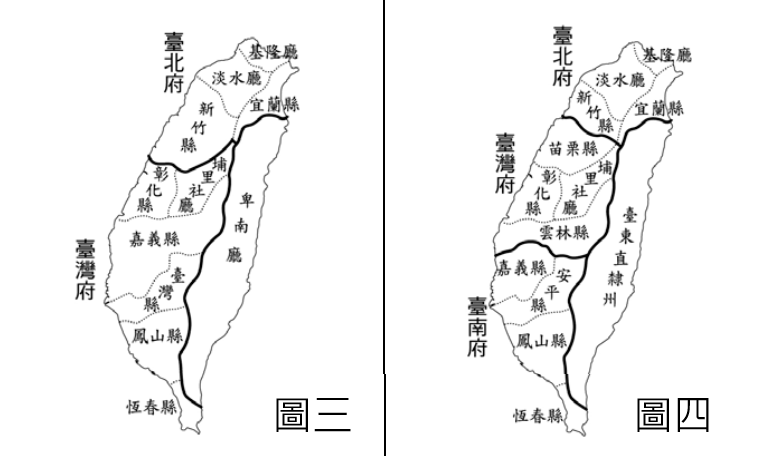 臺北府
基隆廳
淡水廳
新竹縣
宜蘭縣
彰化縣
埔里社廳
卑南廳
嘉義縣
臺灣府
臺灣縣
鳳山縣
恆春縣
圖三
臺北府
基隆廳
淡水廳
新竹縣
宜蘭縣
臺灣府
苗栗縣
彰化縣
埔里社廳
雲林縣
臺東直隸州
嘉義縣
安平縣
臺南府
鳳山縣
恆春縣
圖四